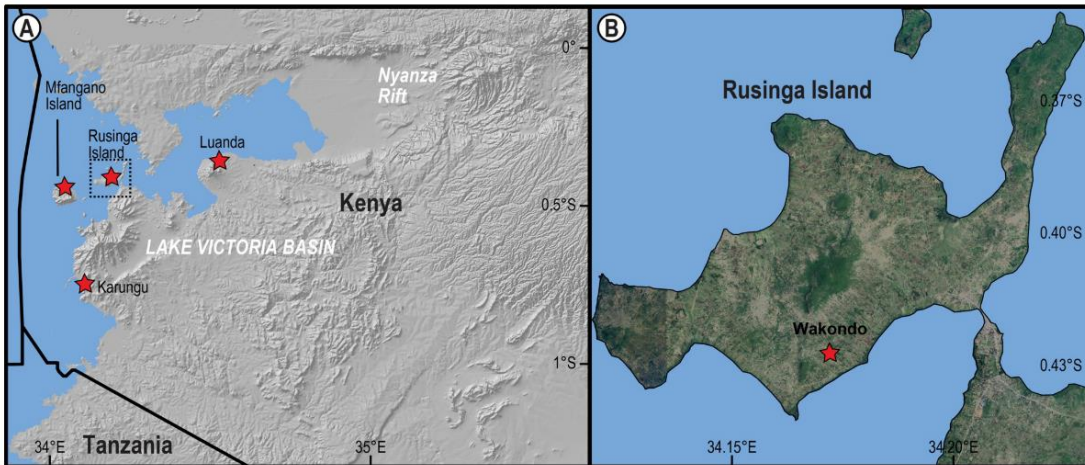 A
Mfangano
Island
Rusinga
Island
Luanda
Nyanza
Rift
Kenya
LAKE VICTORIA BASIN
Karungu
Tanzania
0°
0.5°S
1°S
34°E
35°E
B
Rusinga Island
Wakondo
0.37°S
0.40°S
0.43°S
34.15°E
34.20°E